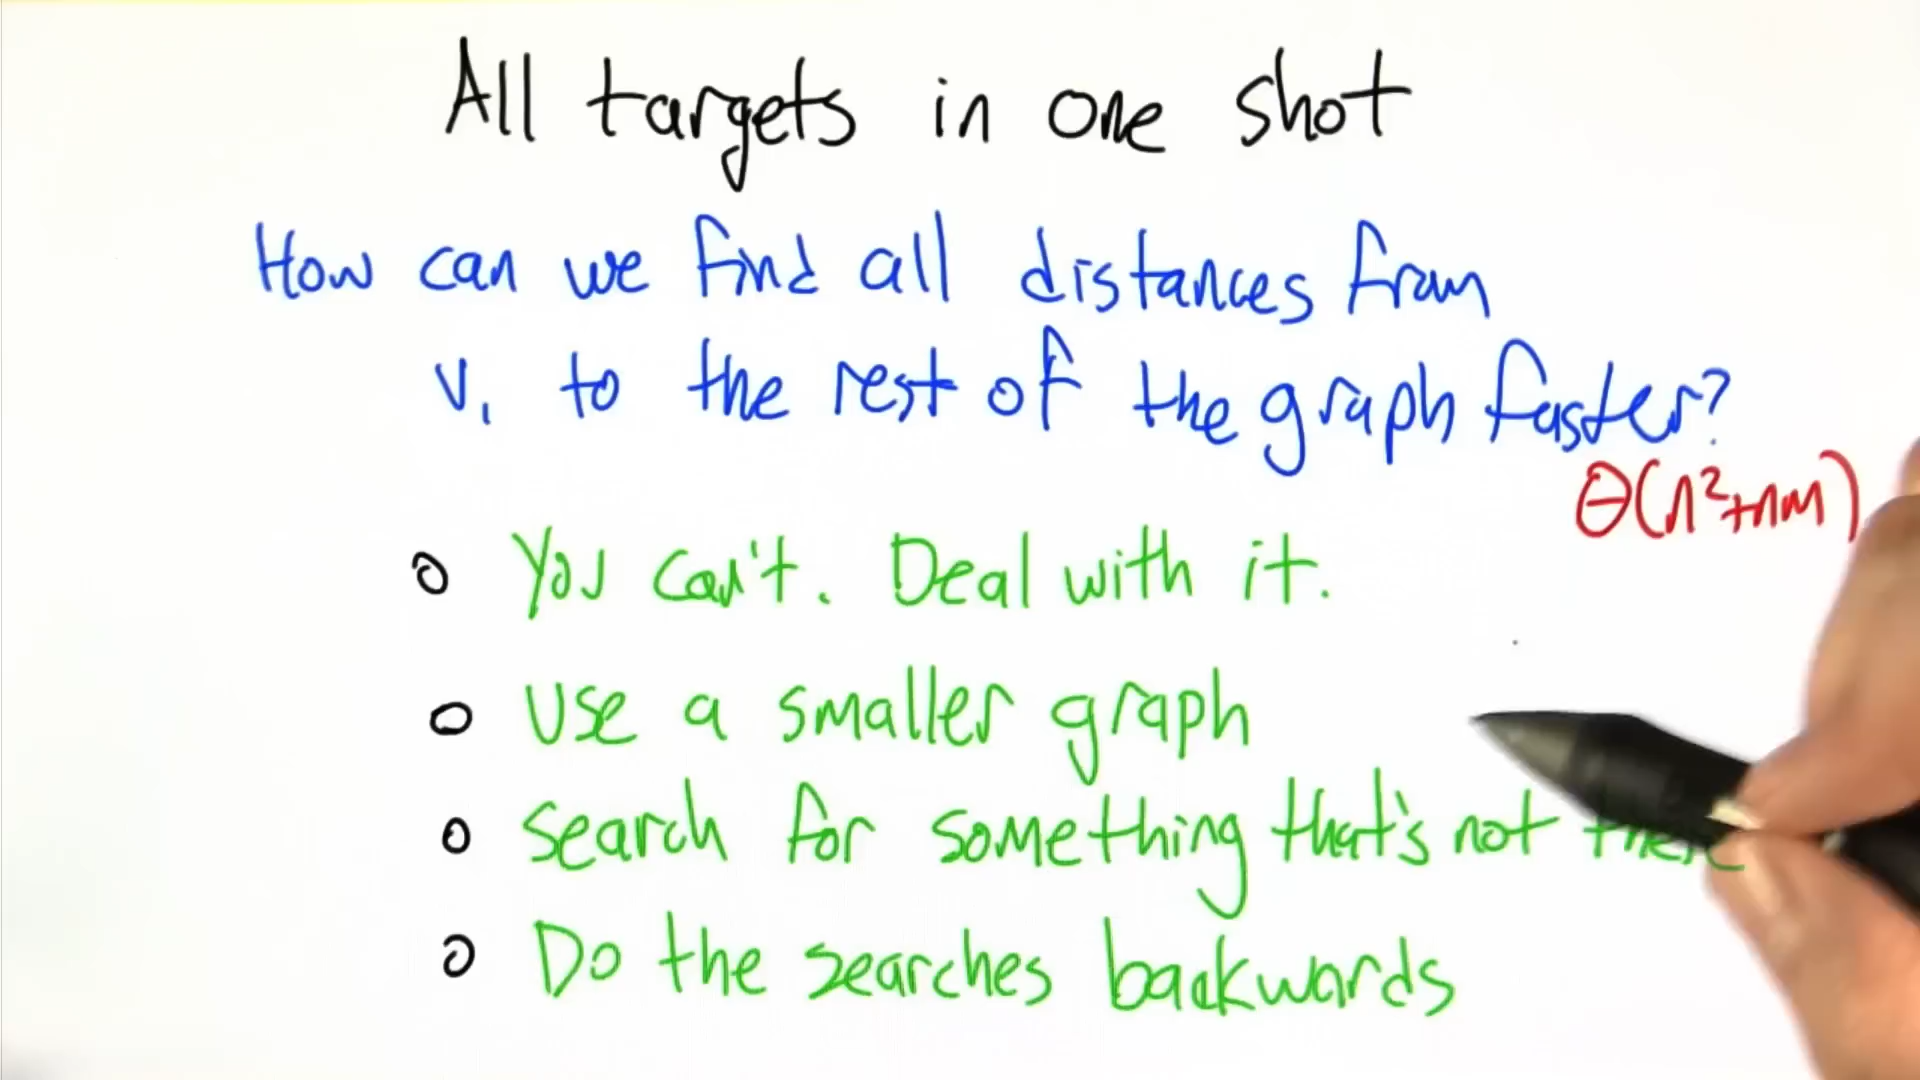 All targets in one shot
How can we find all distances from
v1 to the rest of the graph faster?
Θ(n²+nm)
o You can't. Deal with it.
o Use a smaller graph
o Search for something that's not there
o Do the searches backwards